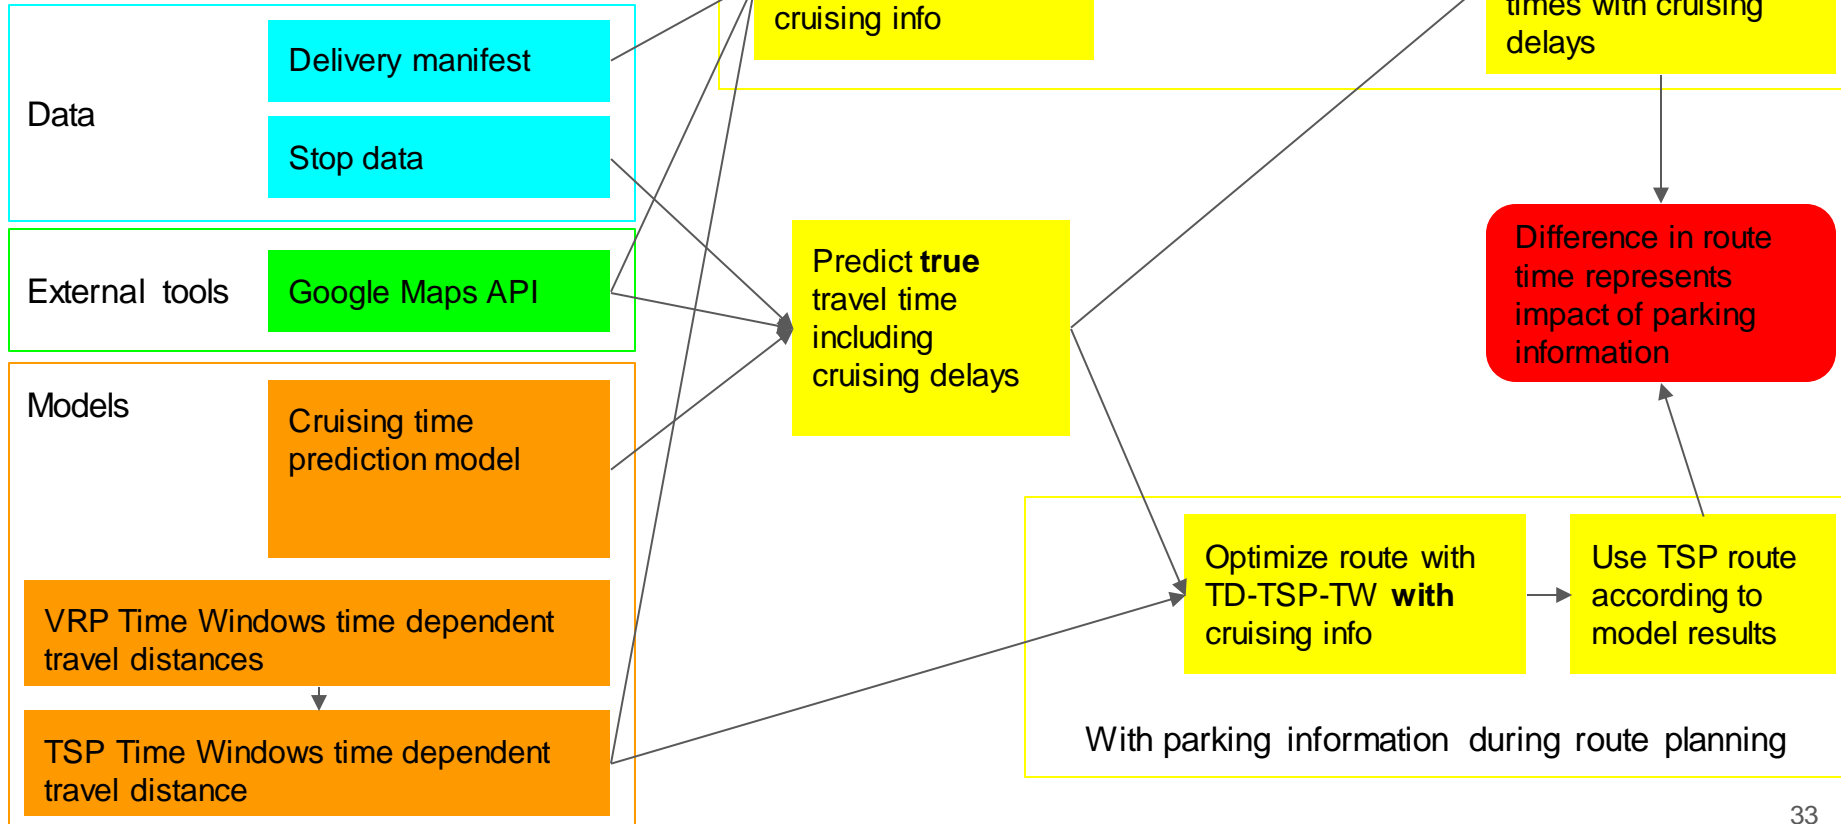 cruising info
times with cruising
delays
Data
Delivery manifest
Stop data
External tools
Google Maps API
Models
Cruising time
prediction model
VRP Time Windows time dependent
travel distances
TSP Time Windows time dependent
travel distance
Predict true
travel time
including
cruising delays
Difference in route
time represents
impact of parking
information
Optimize route with
TD-TSP-TW with
cruising info
Use TSP route
according to
model results
With parking information during route planning
33